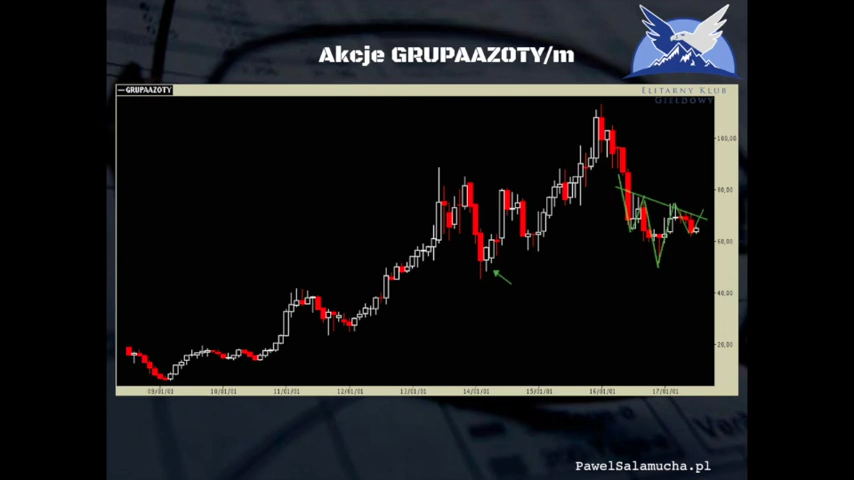 Akcje GRUPAAZOTY/m
ELITARNY KLUB
GIEŁDOWY
GRUPAAZOTY
100,00
80,00
60,00
40,00
20,00
09/01/01 10/01/01 11/01/01 12/01/01 13/01/01 14/01/01 15/01/01 16/01/01 17/01/01
PawelSalamucha.pl